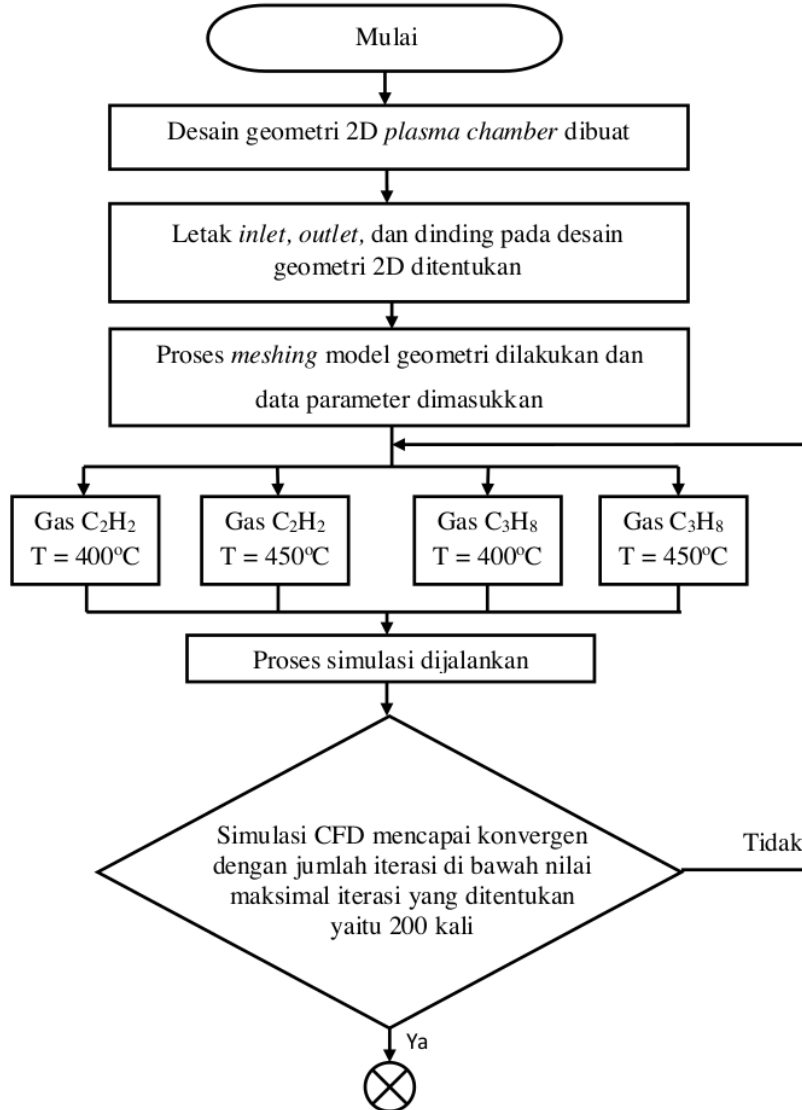 Mulai
Desain geometri 2D plasma chamber dibuat
Letak inlet, outlet, dan dinding pada desain
geometri 2D ditentukan
Proses meshing model geometri dilakukan dan
data parameter dimasukkan
Gas C₂H₂
T = 400°C
Gas C₂H₂
T = 450°C
Gas C₃H₈
T = 400°C
Gas C₃H₈
T = 450°C
Proses simulasi dijalankan
Simulasi CFD mencapai konvergen
dengan jumlah iterasi di bawah nilai
maksimal iterasi yang ditentukan
yaitu 200 kali
Tidak
Ya